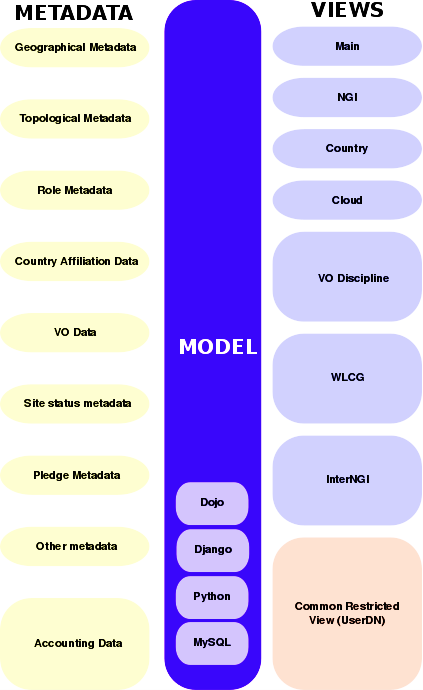 METADATA
Geographical Metadata
Topological Metadata
Role Metadata
Country Affiliation Data
VO Data
Site status metadata
Pledge Metadata
Other metadata
Accounting Data
MODEL
Dojo
Django
Python
MySQL
VIEWS
Main
NGI
Country
Cloud
VO Discipline
WLCG
InterNGI
Common Restricted
View (UserDN)